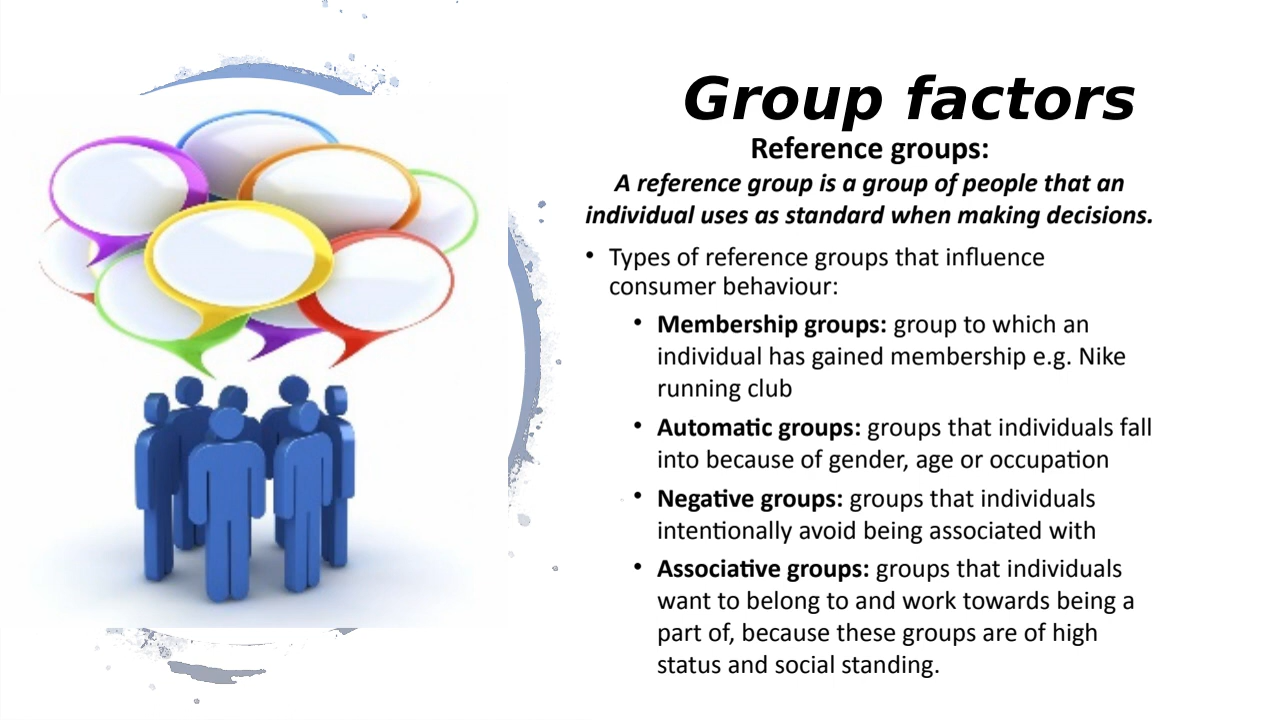 Group factors
Reference groups:
A reference group is a group of people that an
individual uses as standard when making decisions.
• Types of reference groups that influence
consumer behaviour:
• Membership groups: group to which an
individual has gained membership e.g. Nike
running club
• Automatic groups: groups that individuals fall
into because of gender, age or occupation
• Negative groups: groups that individuals
intentionally avoid being associated with
• Associative groups: groups that individuals
want to belong to and work towards being a
part of, because these groups are of high
status and social standing.